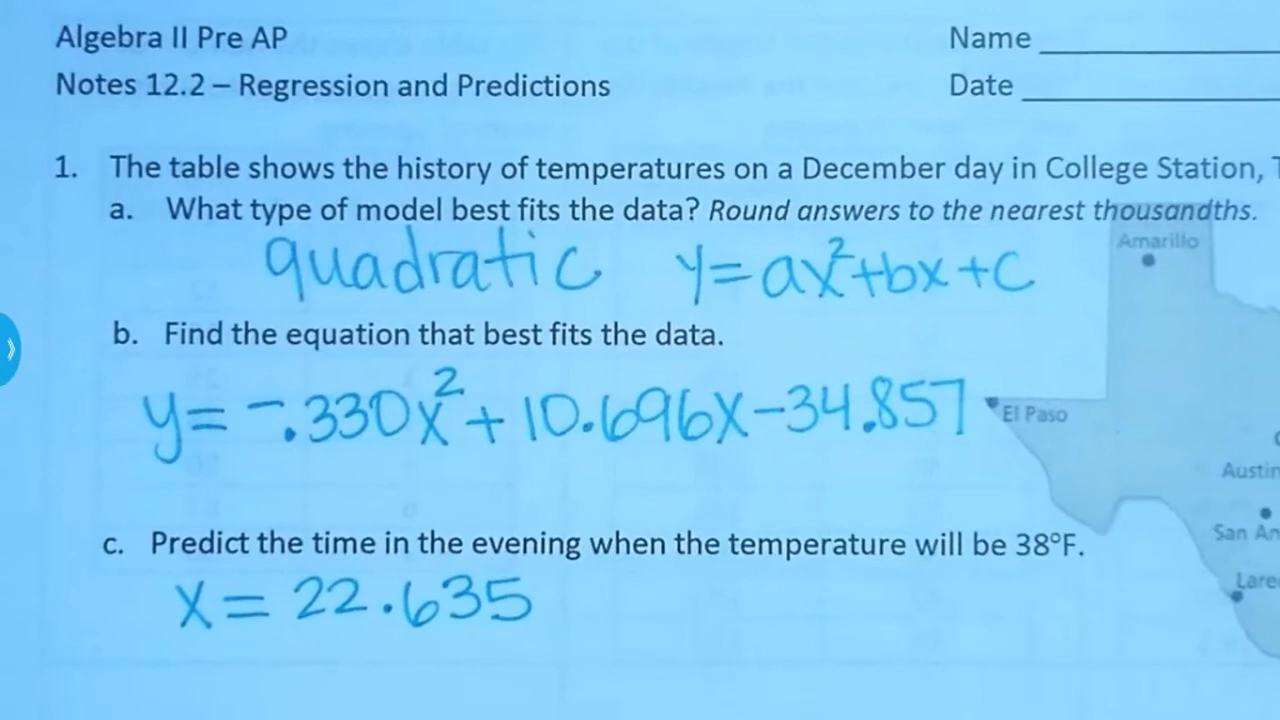 Algebra II Pre AP
Name
Notes 12.2 – Regression and Predictions
Date
1. The table shows the history of temperatures on a December day in College Station,
a. What type of model best fits the data? Round answers to the nearest thousandths.
quadratic y=ax²+bx+c
Amarillo
b. Find the equation that best fits the data.
y= -.330x²+10.696x-34.857
El Paso
Austin
c. Predict the time in the evening when the temperature will be 38°F.
San An
x= 22.635
Lare